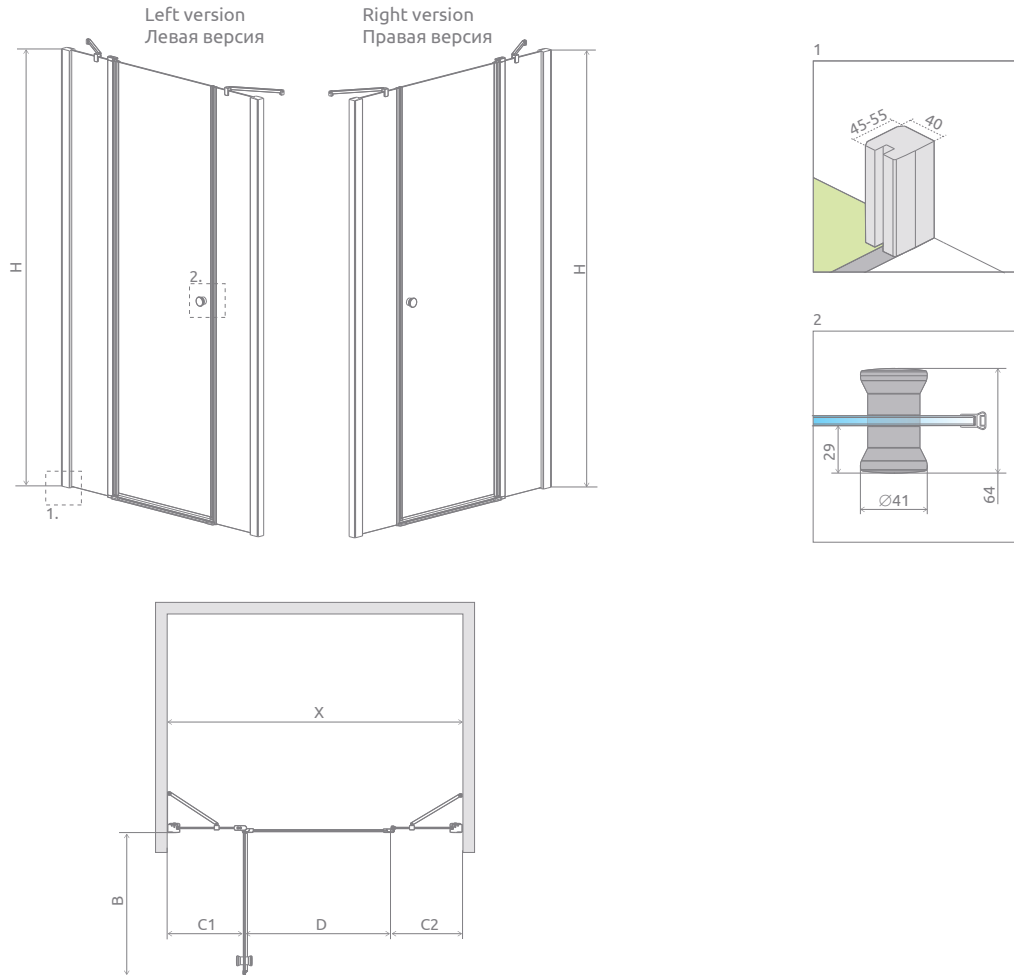 Left version
Левая версия
Right version
Правая версия
H
2.
1.
H
1
45-55
40
2
29
64
∅41
X
B
C1
D
C2